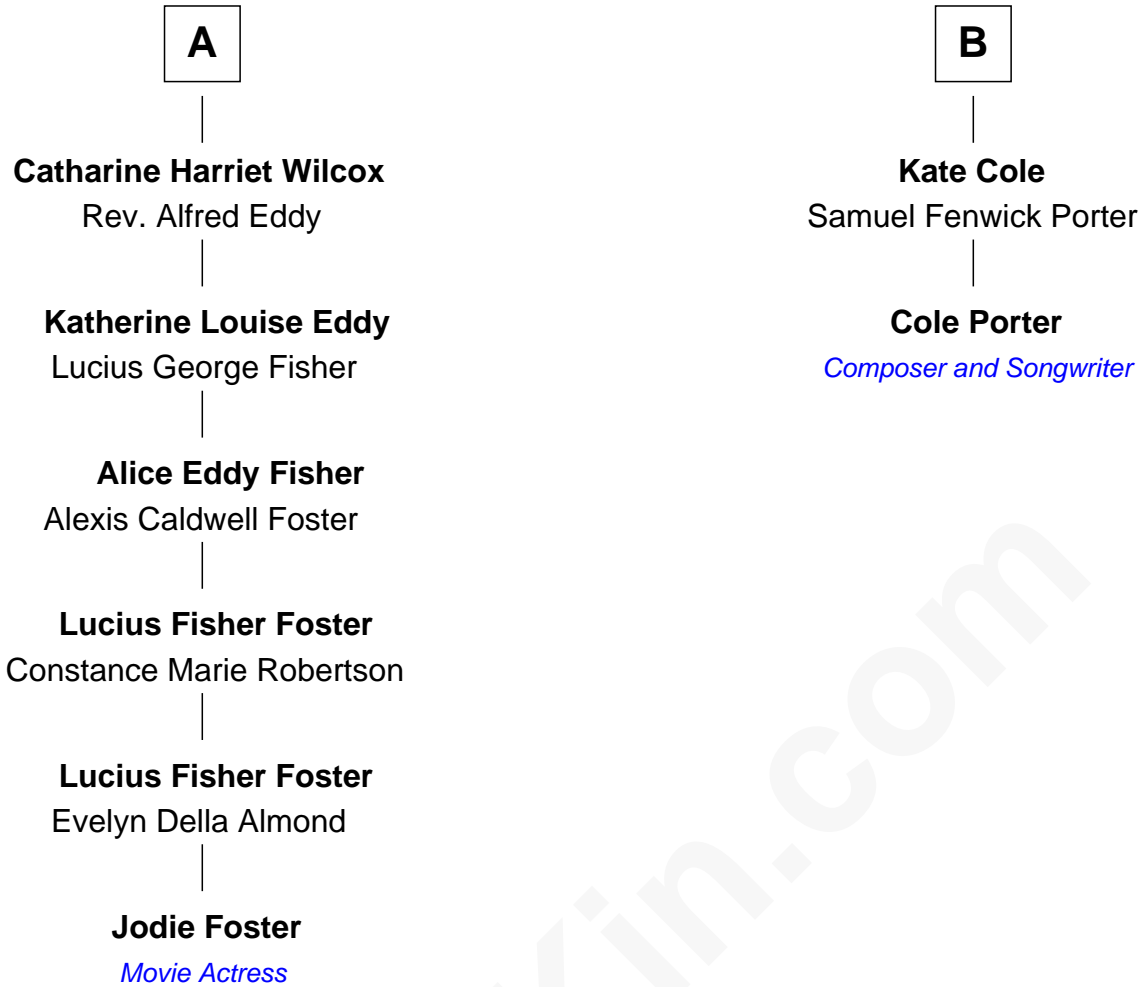 A
Catharine Harriet Wilcox
Rev. Alfred Eddy
Katherine Louise Eddy
Lucius George Fisher
Alice Eddy Fisher
Alexis Caldwell Foster
Lucius Fisher Foster
Constance Marie Robertson
Lucius Fisher Foster
Evelyn Della Almond
Jodie Foster
Movie Actress
B
Kate Cole
Samuel Fenwick Porter
Cole Porter
Composer and Songwriter
Kin.com